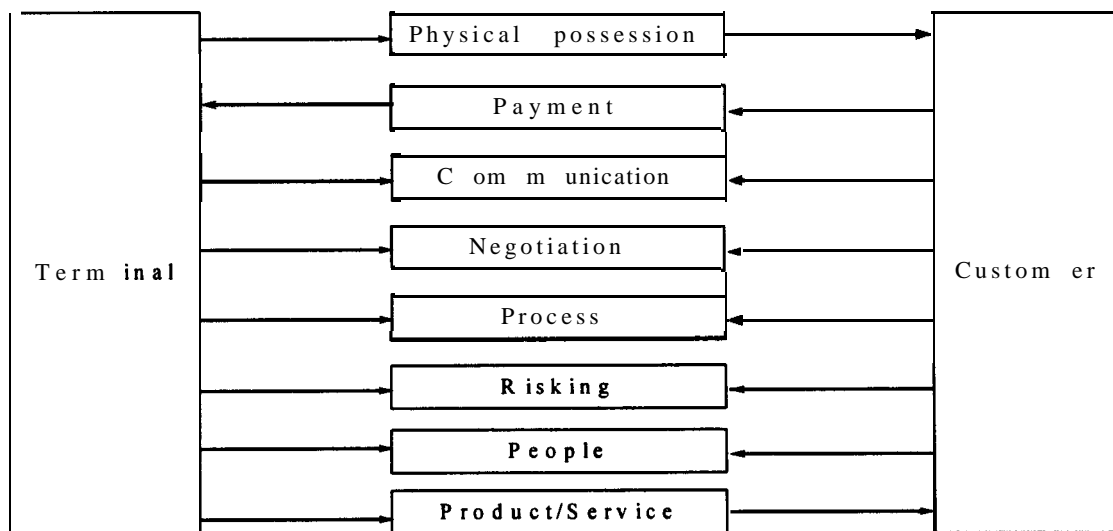 Physical possession
Payment
Communication
Negotiation
Terminal
Customer
Process
Risking
People
Product/Service